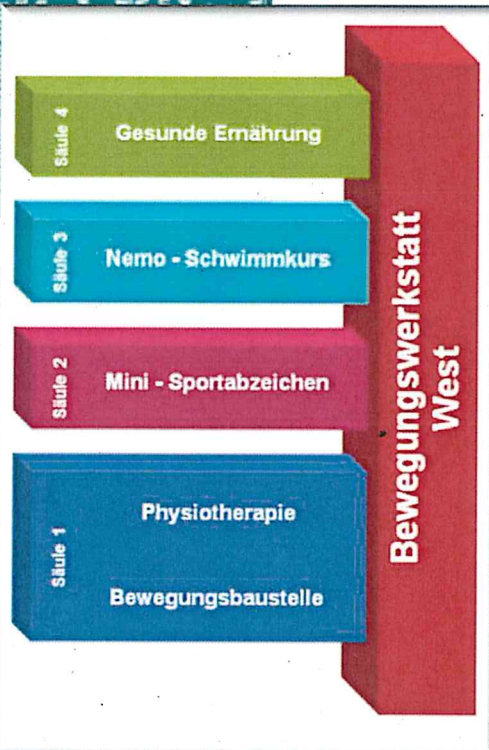 Säule 4
Gesunde Ernährung
Säule 3
Nemo - Schwimmkurs
Säule 2
Mini - Sportabzeichen
Säule 1
Physiotherapie
Bewegungsbaustelle
Bewegungswerkstatt
West